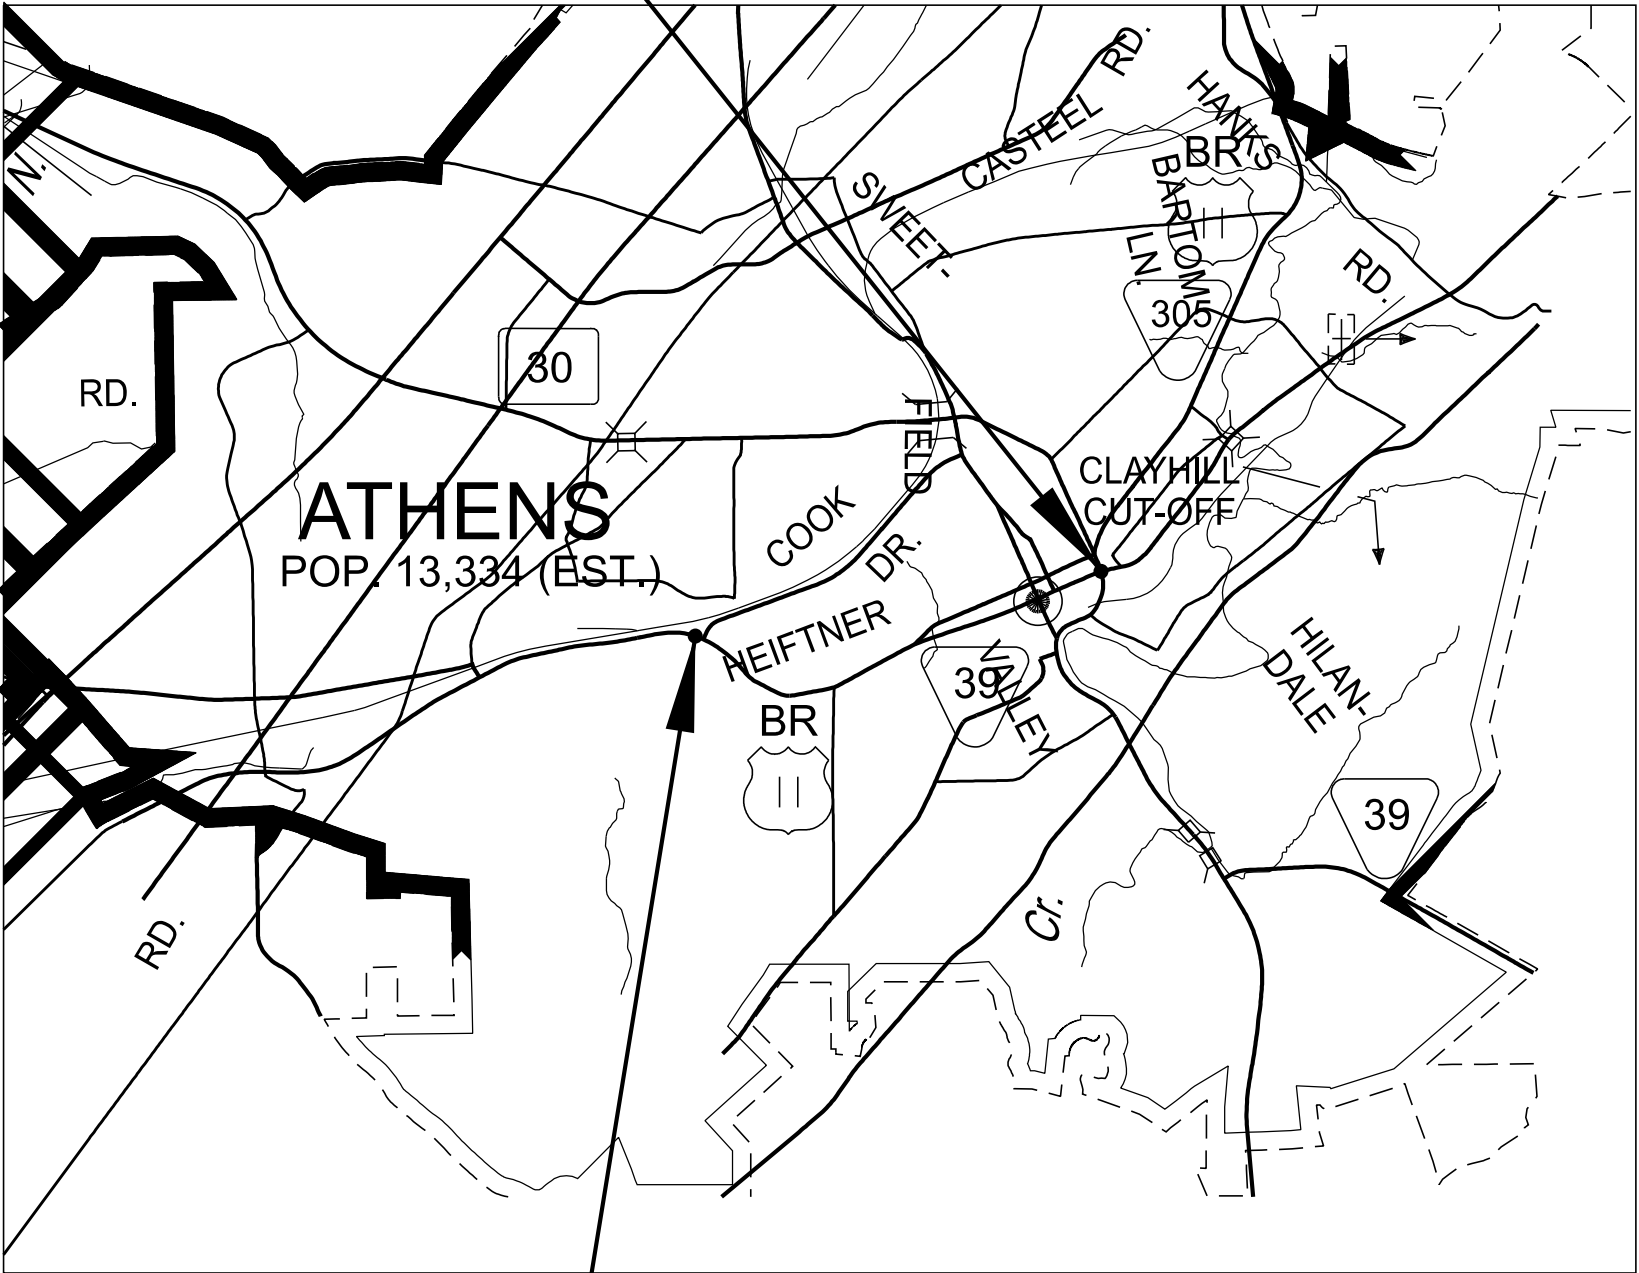 RD.
CASTEEL
HANKS
BR
11
N.
SWEET-
BARTOM
LN.
RD.
305
30
RD.
FIELD
CLAYHILL
CUT-OFF
ATHENS
POP. 13,334 (EST.)
COOK
DR.
HEIFTNER
VALLEY
39
HILAN-
DALE
BR
11
39
Cr.
RD.